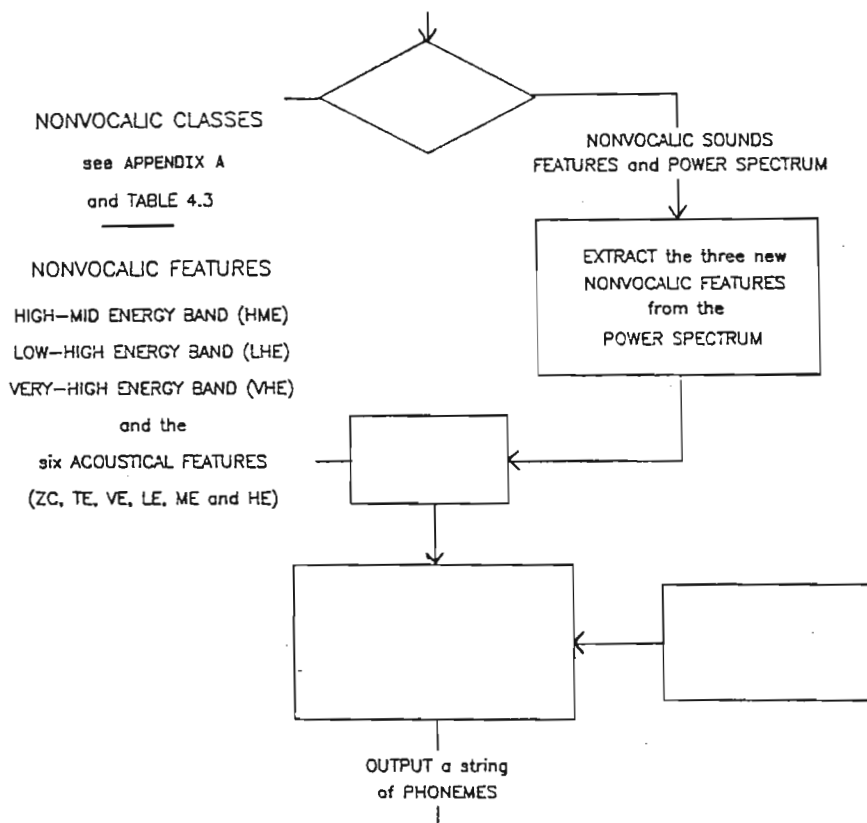 NONVOCALIC CLASSES
see APPENDIX A
and TABLE 4.3
NONVOCALIC SOUNDS
FEATURES and POWER SPECTRUM
EXTRACT the three new
NONVOCALIC FEATURES
from the
POWER SPECTRUM
NONVOCALIC FEATURES
HIGH-MID ENERGY BAND (HME)
LOW-HIGH ENERGY BAND (LHE)
VERY-HIGH ENERGY BAND (VHE)
and the
six ACOUSTICAL FEATURES
(ZC, TE, VE, LE, ME and HE)
OUTPUT a string
of PHONEMES